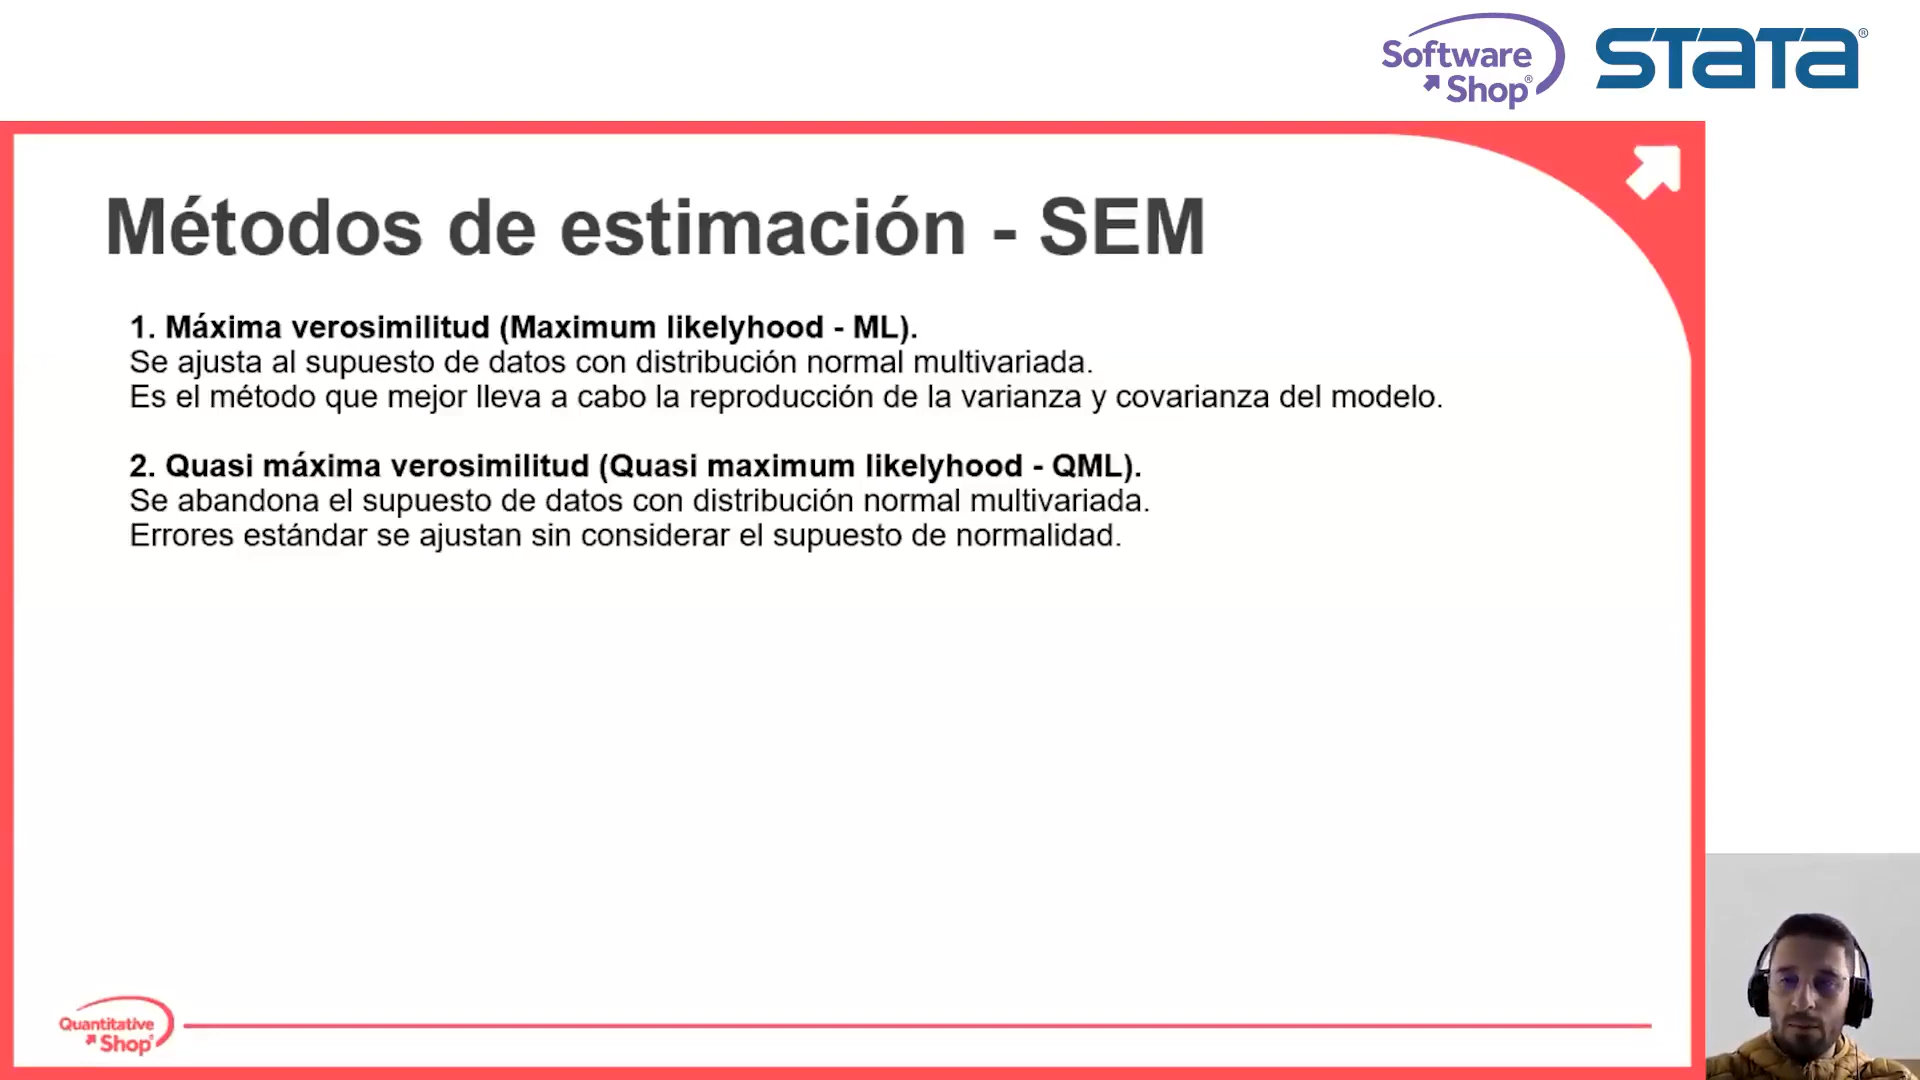 Software
Shop®
STATA®
Métodos de estimación - SEM
1. Máxima verosimilitud (Maximum likelyhood - ML).
Se ajusta al supuesto de datos con distribución normal multivariada.
Es el método que mejor lleva a cabo la reproducción de la varianza y covarianza del modelo.
2. Quasi máxima verosimilitud (Quasi maximum likelyhood - QML).
Se abandona el supuesto de datos con distribución normal multivariada.
Errores estándar se ajustan sin considerar el supuesto de normalidad.
Quantitative
Shop®